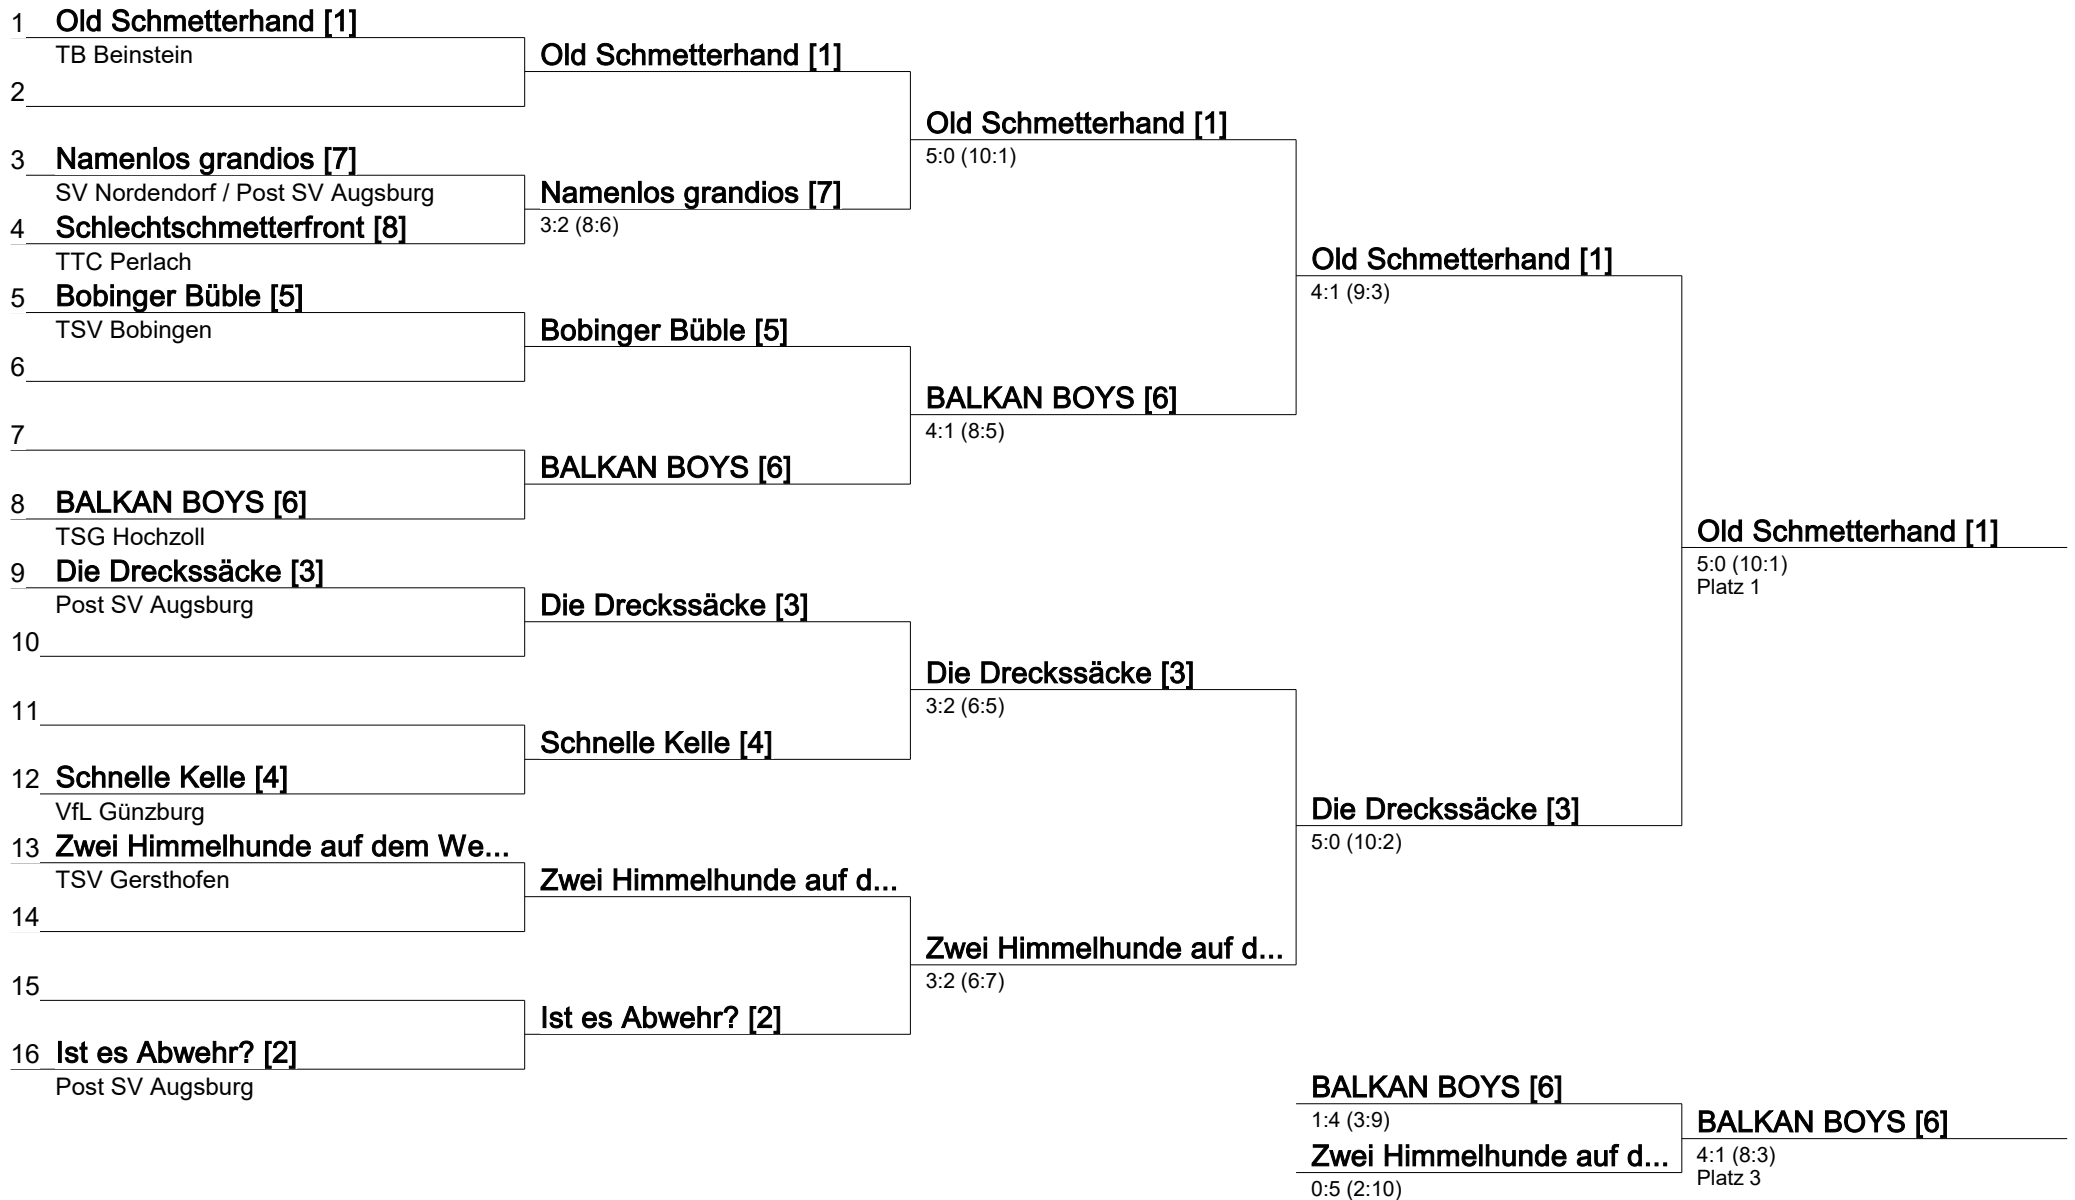 1 Old Schmetterhand [1]
TB Beinstein
2
3 Namenlos grandios [7]
SV Nordendorf / Post SV Augsburg
4 Schlechtschmetterfront [8]
TTC Perlach
5 Bobinger Büble [5]
TSV Bobingen
6
7
8 BALKAN BOYS [6]
TSG Hochzoll
9 Die Dreckssäcke [3]
Post SV Augsburg
10
11
12 Schnelle Kelle [4]
VfL Günzburg
13 Zwei Himmelhunde auf dem We...
TSV Gersthofen
14
15
16 Ist es Abwehr? [2]
Post SV Augsburg
Old Schmetterhand [1]
Namenlos grandios [7]
3:2 (8:6)
Bobinger Büble [5]
BALKAN BOYS [6]
Die Dreckssäcke [3]
Schnelle Kelle [4]
Zwei Himmelhunde auf d...
Ist es Abwehr? [2]
Old Schmetterhand [1]
5:0 (10:1)
BALKAN BOYS [6]
4:1 (8:5)
Die Dreckssäcke [3]
3:2 (6:5)
Zwei Himmelhunde auf d...
3:2 (6:7)
Old Schmetterhand [1]
4:1 (9:3)
Die Dreckssäcke [3]
5:0 (10:2)
Old Schmetterhand [1]
5:0 (10:1)
Platz 1
BALKAN BOYS [6]
1:4 (3:9)
Zwei Himmelhunde auf d...
0:5 (2:10)
BALKAN BOYS [6]
4:1 (8:3)
Platz 3